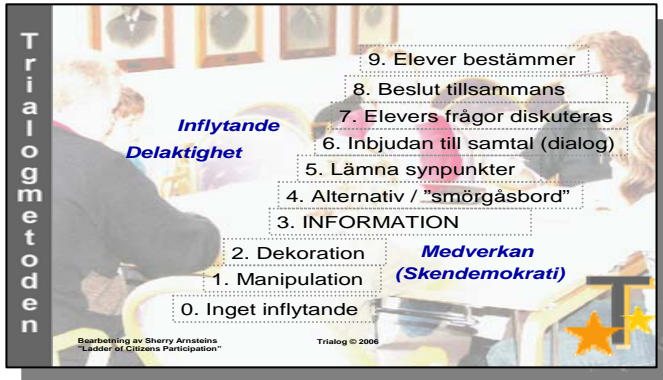 Trialogmetoden
9. Elever bestämmer
8. Beslut tillsammans
7. Elevers frågor diskuteras
Inflytande
6. Inbjudan till samtal (dialog)
Delaktighet
5. Lämna synpunkter
4. Alternativ / ”smörgåsbord”
3. INFORMATION
2. Dekoration
Medverkan
(Skendemokrati)
1. Manipulation
0. Inget inflytande
Bearbetning av Sherry Arnsteins
"Ladder of Citizens Participation"
Trialog © 2006
T